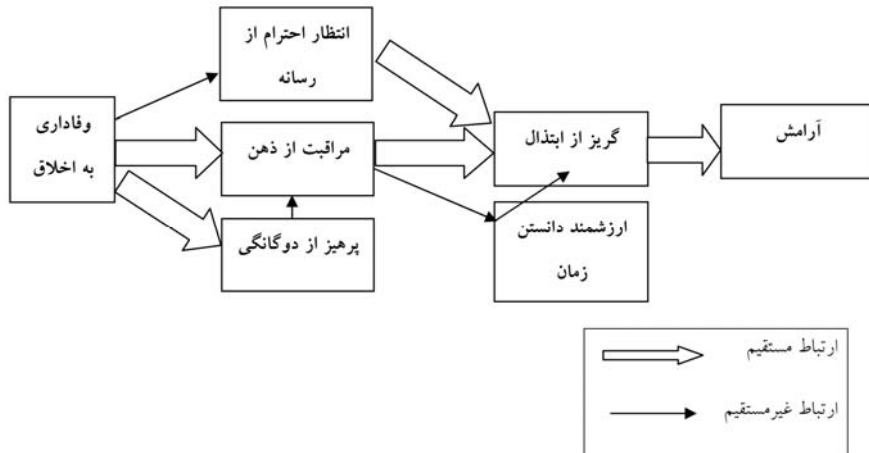 انتظار احترام از
رسانه
وفاداری
به اخلاق
مراقبت از ذهن
پرهیز از دوگانگی
گریز از ابتذال
ارزشمند دانستن
زمان
آرامش
ارتباط مستقیم
ارتباط غیرمستقیم